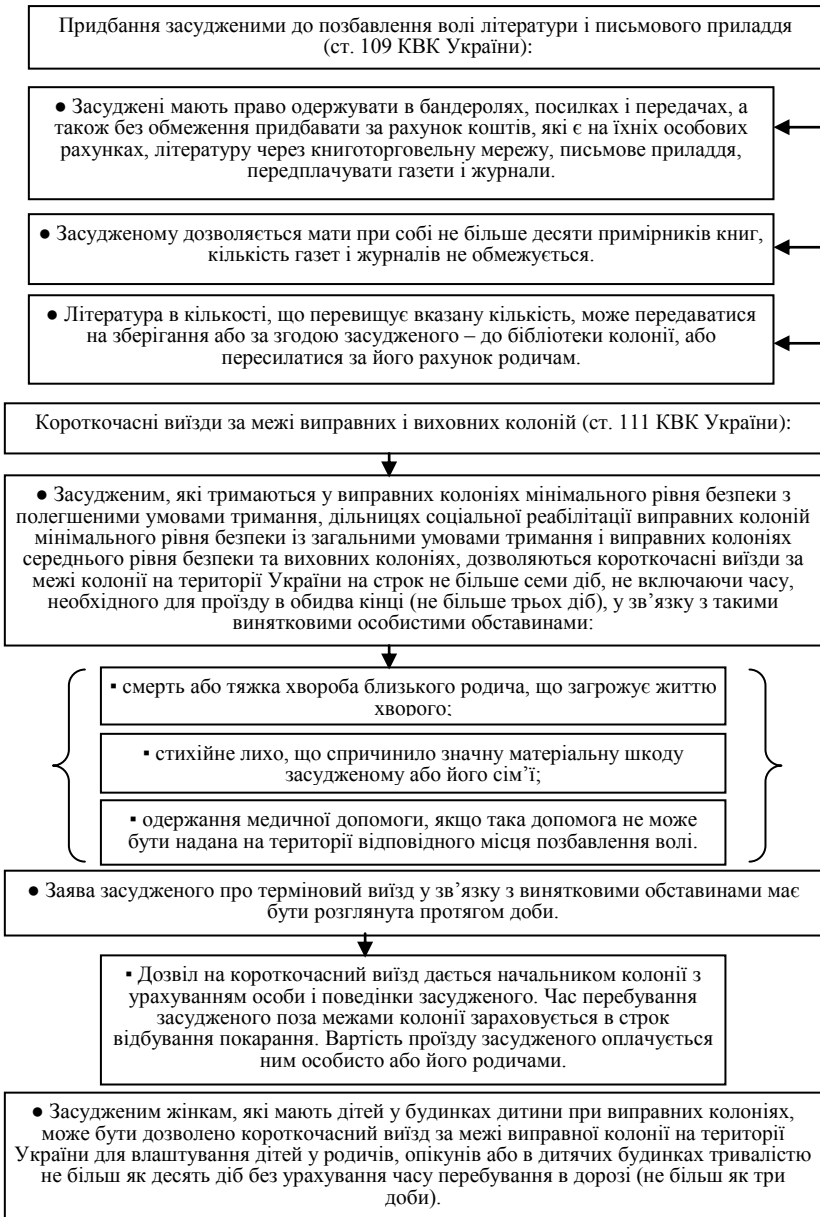 Придбання засудженими до позбавлення волі літератури і письмового приладдя
(ст. 109 КВК України):
● Засуджені мають право одержувати в бандеролях, посилках і передачах, а
також без обмеження придбавати за рахунок коштів, які є на їхніх особових
рахунках, літературу через книготорговельну мережу, письмове приладдя,
передплачувати газети і журнали.
● Засудженому дозволяється мати при собі не більше десяти примірників книг,
кількість газет і журналів не обмежується.
● Література в кількості, що перевищує вказану кількість, може передаватися
на зберігання або за згодою засудженого – до бібліотеки колонії, або
пересилатися за його рахунок родичам.
Короткочасні виїзди за межі виправних і виховних колоній (ст. 111 КВК України):
● Засудженим, які тримаються у виправних колоніях мінімального рівня безпеки з
полегшеними умовами тримання, дільницях соціальної реабілітації виправних колоній
мінімального рівня безпеки із загальними умовами тримання і виправних колоніях
середнього рівня безпеки та виховних колоніях, дозволяються короткочасні виїзди за
межі колонії на території України на строк не більше семи діб, не включаючи часу,
необхідного для проїзду в обидва кінці (не більше трьох діб), у зв’язку з такими
винятковими особистими обставинами:
▪ смерть або тяжка хвороба близького родича, що загрожує життю
хворого;
▪ стихійне лихо, що спричинило значну матеріальну шкоду
засудженому або його сім’ї;
▪ одержання медичної допомоги, якщо така допомога не може
бути надана на території відповідного місця позбавлення волі.
● Заява засудженого про терміновий виїзд у зв’язку з винятковими обставинами має
бути розглянута протягом доби.
▪ Дозвіл на короткочасний виїзд дається начальником колонії з
урахуванням особи і поведінки засудженого. Час перебування
засудженого поза межами колонії зараховується в строк
відбування покарання. Вартість проїзду засудженого оплачується
ним особисто або його родичами.
● Засудженим жінкам, які мають дітей у будинках дитини при виправних колоніях,
може бути дозволено короткочасний виїзд за межі виправної колонії на території
України для влаштування дітей у родичів, опікунів або в дитячих будинках тривалістю
не більш як десять діб без урахування часу перебування в дорозі (не більш як три
доби).